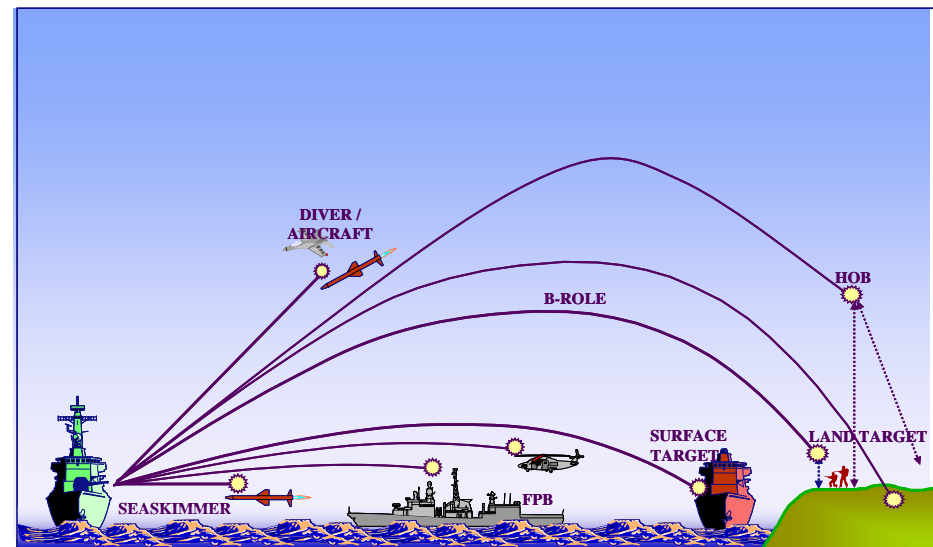 DIVER /
AIRCRAFT
HOB
B-ROLE
SURFACE
TARGET
LAND TARGET
SEASKIMMER
FPB